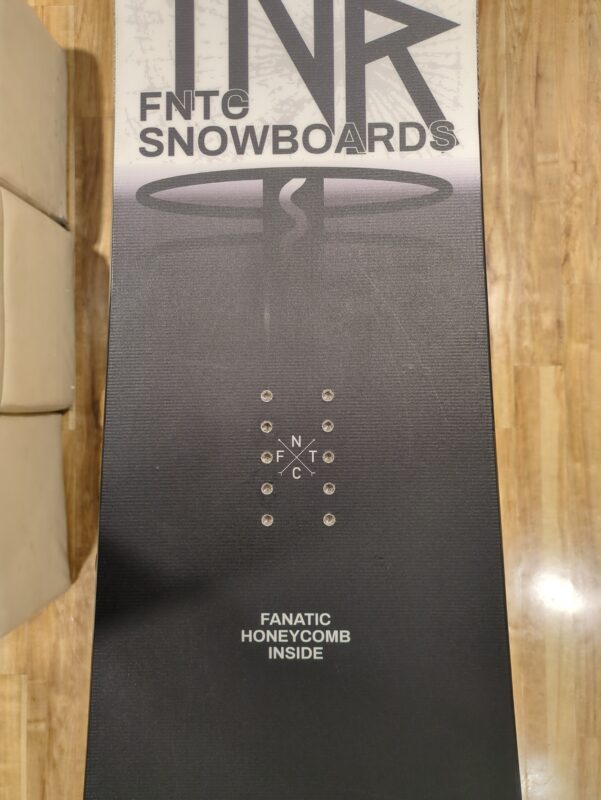 TNR
FNTC
SNOWBOARDS
N
F T
C
FANATIC
HONEYCOMB
INSIDE